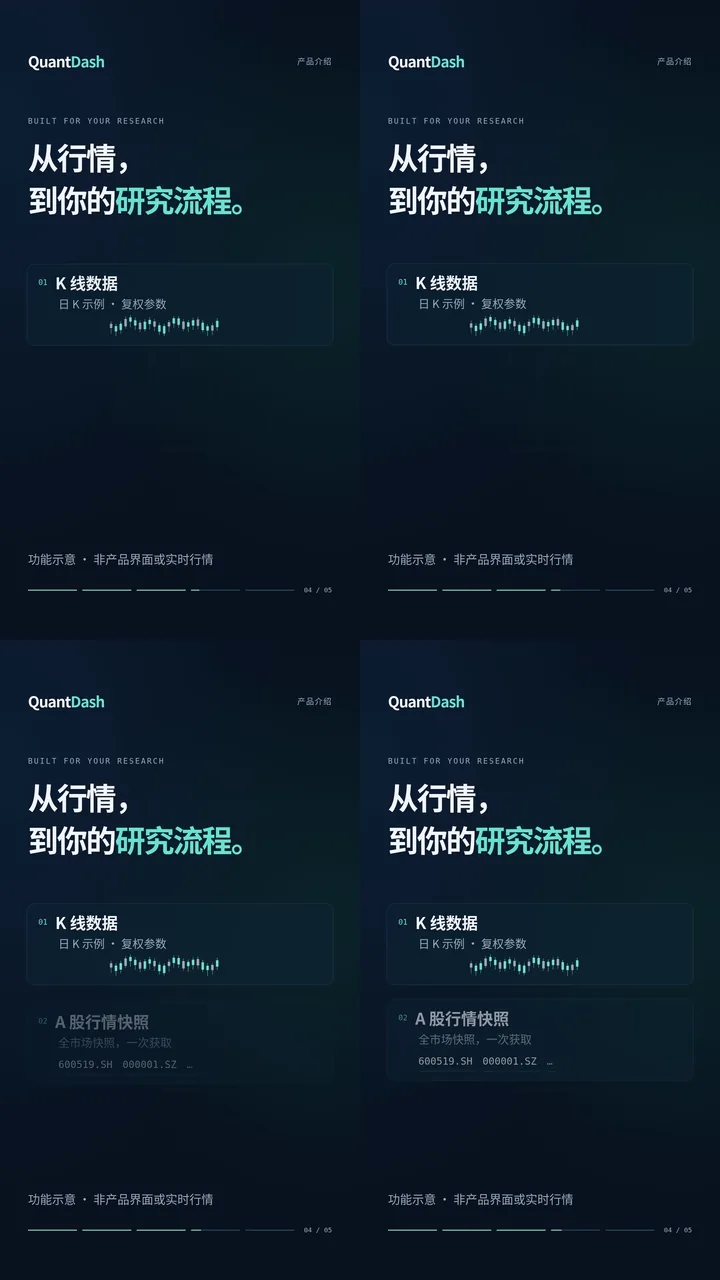 QuantDash
产品介绍
BUILT FOR YOUR RESEARCH
从行情，
到你的研究流程。
01 K 线数据
日 K 示例 · 复权参数
功能示意 · 非产品界面或实时行情
04 / 05
QuantDash
产品介绍
BUILT FOR YOUR RESEARCH
从行情，
到你的研究流程。
01 K 线数据
日 K 示例 · 复权参数
功能示意 · 非产品界面或实时行情
04 / 05
QuantDash
产品介绍
BUILT FOR YOUR RESEARCH
从行情，
到你的研究流程。
01 K 线数据
日 K 示例 · 复权参数
02 A 股行情快照
全市场快照，一次获取
600519.SH 000001.SZ …
功能示意 · 非产品界面或实时行情
04 / 05
QuantDash
产品介绍
BUILT FOR YOUR RESEARCH
从行情，
到你的研究流程。
01 K 线数据
日 K 示例 · 复权参数
02 A 股行情快照
全市场快照，一次获取
600519.SH 000001.SZ …
功能示意 · 非产品界面或实时行情
04 / 05